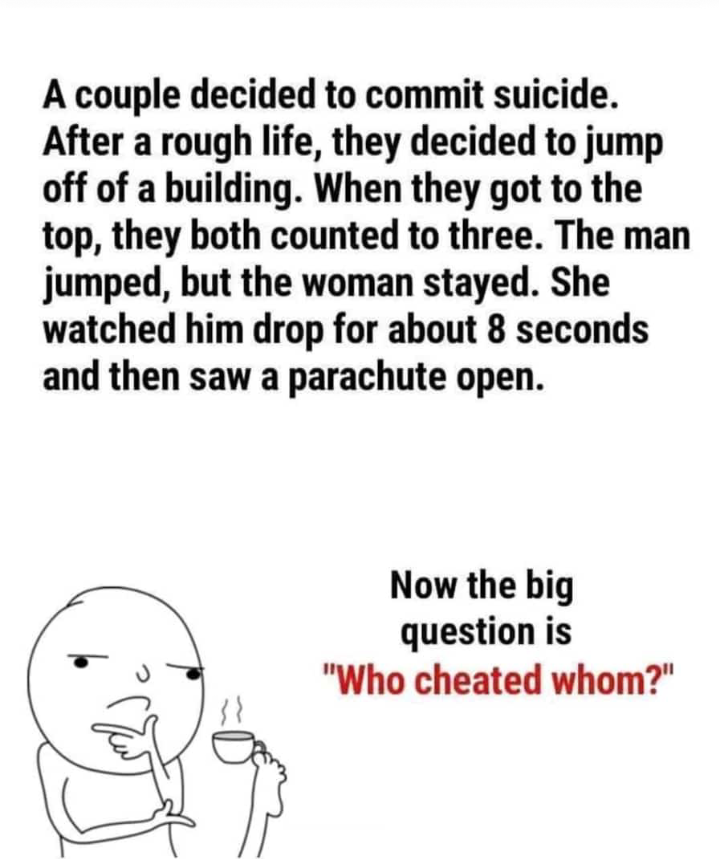 A couple decided to commit suicide.
After a rough life, they decided to jump
off of a building. When they got to the
top, they both counted to three. The man
jumped, but the woman stayed. She
watched him drop for about 8 seconds
and then saw a parachute open.
Now the big
question is
"Who cheated whom?"